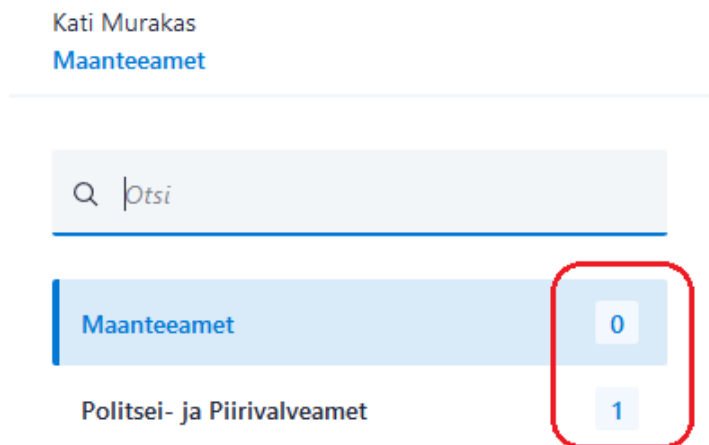 Kati Murakas
Maanteeamet
Otsi
Maanteeamet 0
Politsei- ja Piirivalveamet 1